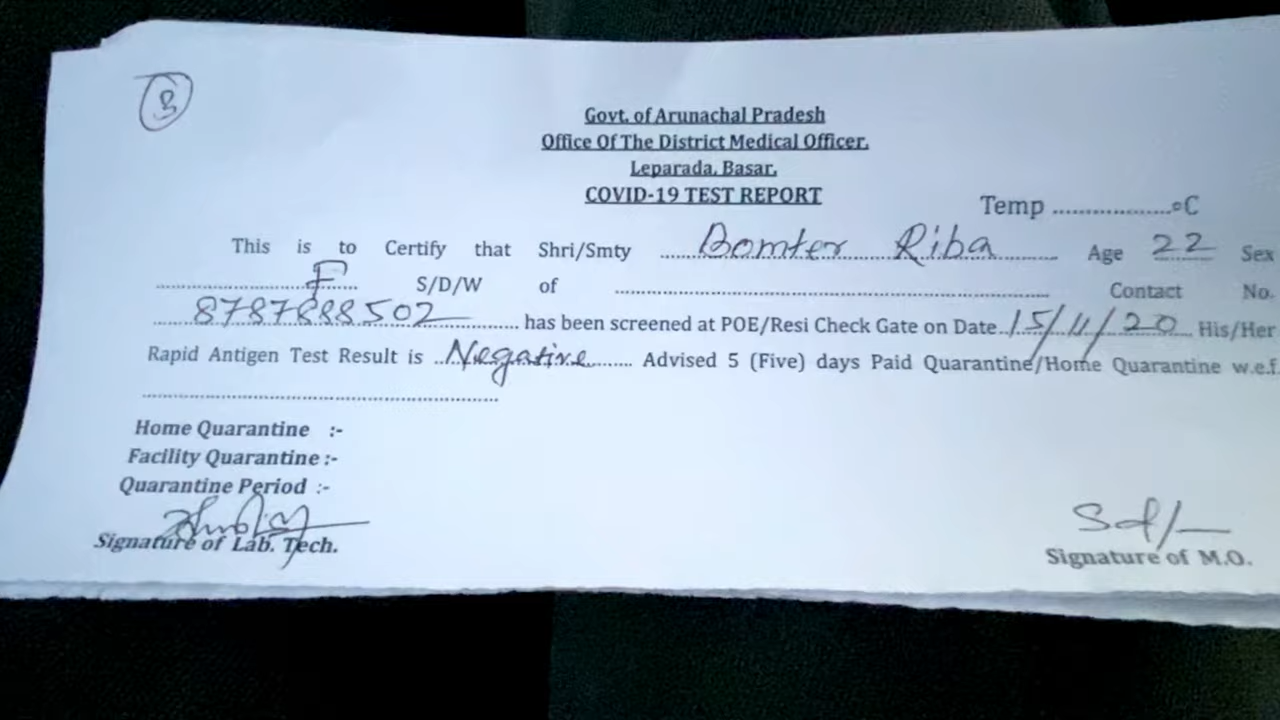 3
Govt. of Arunachal Pradesh
Office Of The District Medical Officer,
Leparada, Basar.
COVID-19 TEST REPORT
Temp ....................°C
This is to Certify that Shri/Smty ..... Bomter Riba ..... Age 22 Sex
..... F ..... S/D/W of .......................................... Contact No.
..... 8787688502 ..... has been screened at POE/Resi Check Gate on Date..15/11/20.. His/Her
Rapid Antigen Test Result is ..Negative....... Advised 5 (Five) days Paid Quarantine/Home Quarantine w.e.f.
..............................................................
Home Quarantine :-
Facility Quarantine :-
Quarantine Period :-
Signature of Lab. Tech.
Sd/-
Signature of M.O.